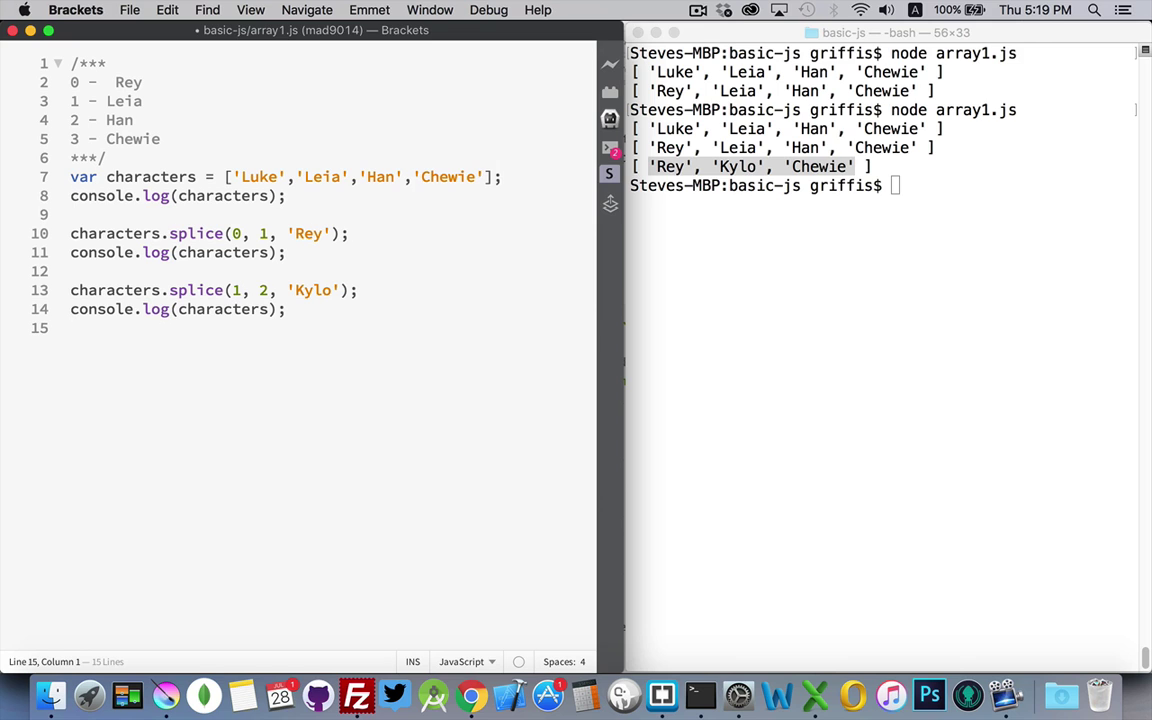 Brackets File Edit Find View Navigate Emmet Window Debug Help A 100% Thu 5:19 PM
• basic-js/array1.js (mad9014) — Brackets
basic-js — -bash — 56×33
1 /***
2 0 -  Rey
3 1 - Leia
4 2 - Han
5 3 - Chewie
6 ***/
7 var characters = ['Luke','Leia','Han','Chewie'];
8 console.log(characters);
9
10 characters.splice(0, 1, 'Rey');
11 console.log(characters);
12
13 characters.splice(1, 2, 'Kylo');
14 console.log(characters);
15
2
S
[Steves-MBP:basic-js griffis$ node array1.js ]
[ 'Luke', 'Leia', 'Han', 'Chewie' ]
[ 'Rey', 'Leia', 'Han', 'Chewie' ]
[Steves-MBP:basic-js griffis$ node array1.js ]
[ 'Luke', 'Leia', 'Han', 'Chewie' ]
[ 'Rey', 'Leia', 'Han', 'Chewie' ]
[ 'Rey', 'Kylo', 'Chewie' ]
Steves-MBP:basic-js griffis$
Line 15, Column 1 — 15 Lines INS JavaScript Spaces: 4
JUL 28 1 Fz 1 W X O Ps